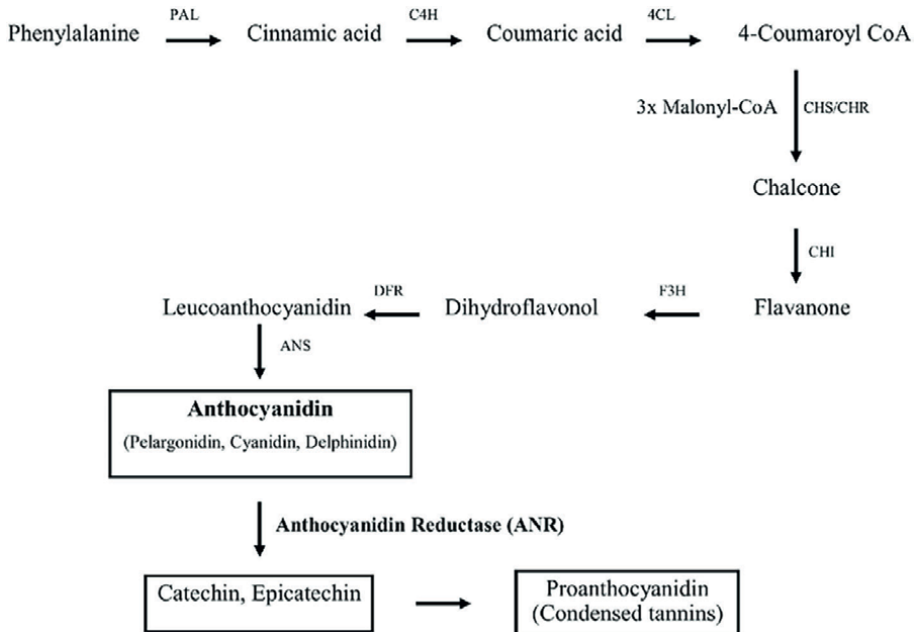 PAL C4H 4CL
Phenylalanine Cinnamic acid Coumaric acid 4-Coumaroyl CoA
3x Malonyl-CoA CHS/CHR
Chalcone
CHI
DFR F3H
Leucoanthocyanidin Dihydroflavonol Flavanone
ANS
Anthocyanidin
(Pelargonidin, Cyanidin, Delphinidin)
Anthocyanidin Reductase (ANR)
Catechin, Epicatechin
Proanthocyanidin
(Condensed tannins)